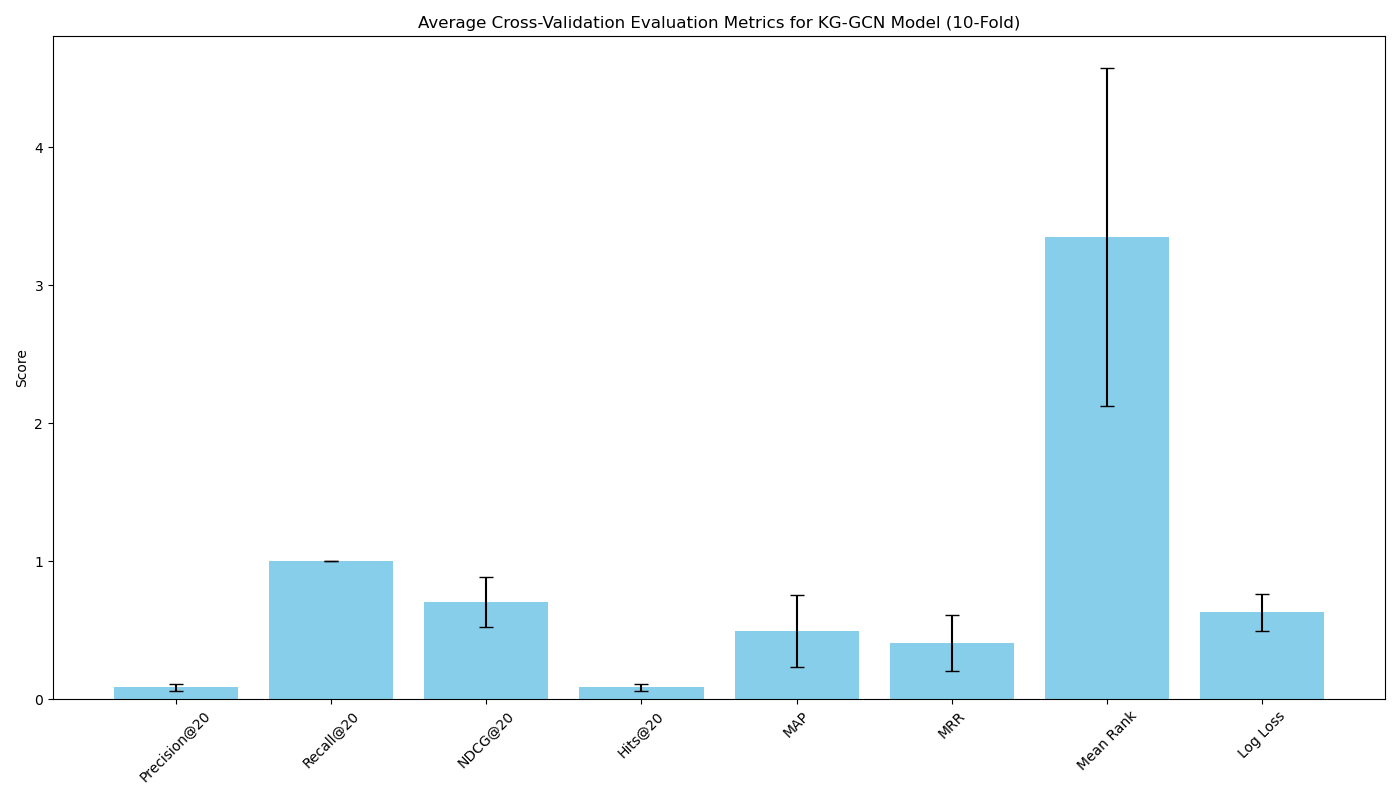 Average Cross-Validation Evaluation Metrics for KG-GCN Model (10-Fold)
Score
4
3
2
1
0
Precision@20
Recall@20
NDCG@20
Hits@20
MAP
MRR
Mean Rank
Log Loss